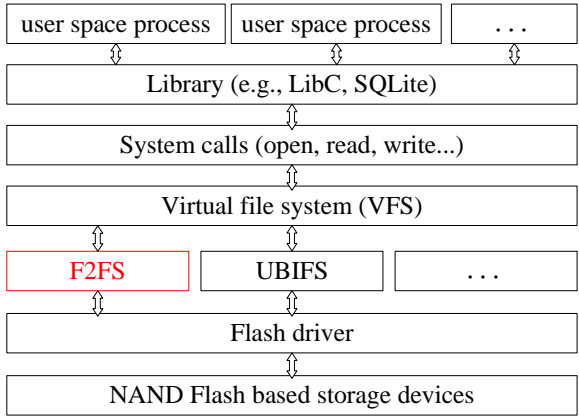 user space process user space process ...
Library (e.g., LibC, SQLite)
System calls (open, read, write...)
Virtual file system (VFS)
F2FS UBIFS ...
Flash driver
NAND Flash based storage devices